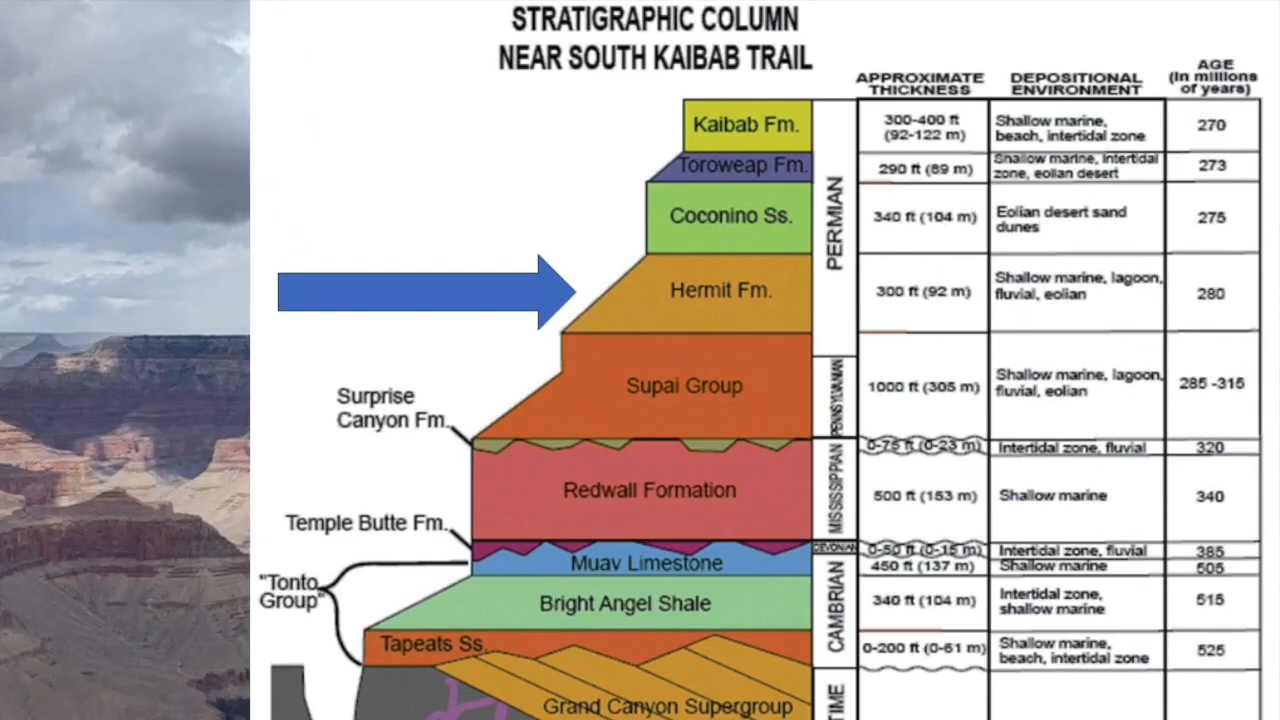 STRATIGRAPHIC COLUMN
NEAR SOUTH KAIBAB TRAIL
APPROXIMATE
THICKNESS
DEPOSITIONAL
ENVIRONMENT
AGE
(in millions
of years)
Kaibab Fm.
300-400 ft
(92-122 m)
Shallow marine,
beach, intertidal zone
270
Toroweap Fm.
290 ft (89 m)
Shallow marine, intertidal
zone, eolian desert
273
PERMIAN
Coconino Ss.
340 ft (104 m)
Eolian desert sand
dunes
275
Hermit Fm.
300 ft (92 m)
Shallow marine, lagoon,
fluvial, eolian
280
Supai Group
PENNSYLVANIAN
1000 ft (305 m)
Shallow marine, lagoon,
fluvial, eolian
285 -315
Surprise
Canyon Fm.
0-75 ft (0-23 m)
Intertidal zone, fluvial
320
Redwall Formation
MISSISSIPPIAN
500 ft (153 m)
Shallow marine
340
Temple Butte Fm.
DEVONIAN
0-50 ft (0-15 m)
Intertidal zone, fluvial
385
Muav Limestone
450 ft (137 m)
Shallow marine
505
"Tonto
Group"
Bright Angel Shale
CAMBRIAN
340 ft (104 m)
Intertidal zone,
shallow marine
515
Tapeats Ss.
0-200 ft (0-61 m)
Shallow marine,
beach, intertidal zone
525
Grand Canyon Supergroup
TIME